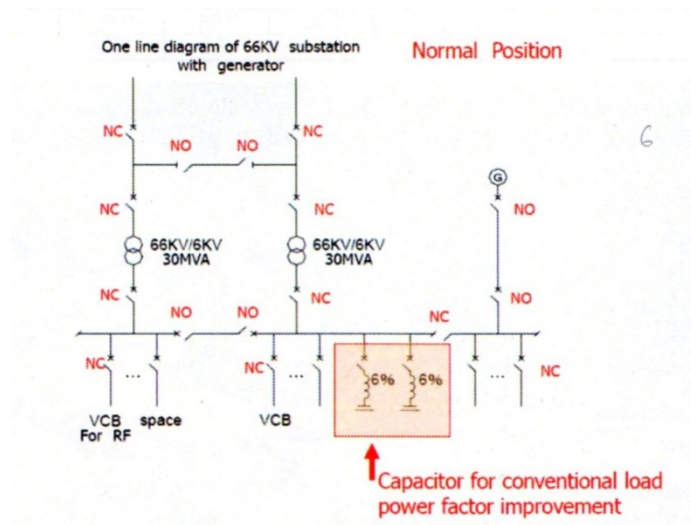 One line diagram of 66KV substation
with generator
Normal Position
NC
NC
NO
NO
6
NC
NC
G
NO
66KV/6KV
30MVA
66KV/6KV
30MVA
NC
NC
NO
NO
NO
NC
NC
...
NC
...
6%
6%
...
NC
VCB
For RF
space
VCB
Capacitor for conventional load
power factor improvement